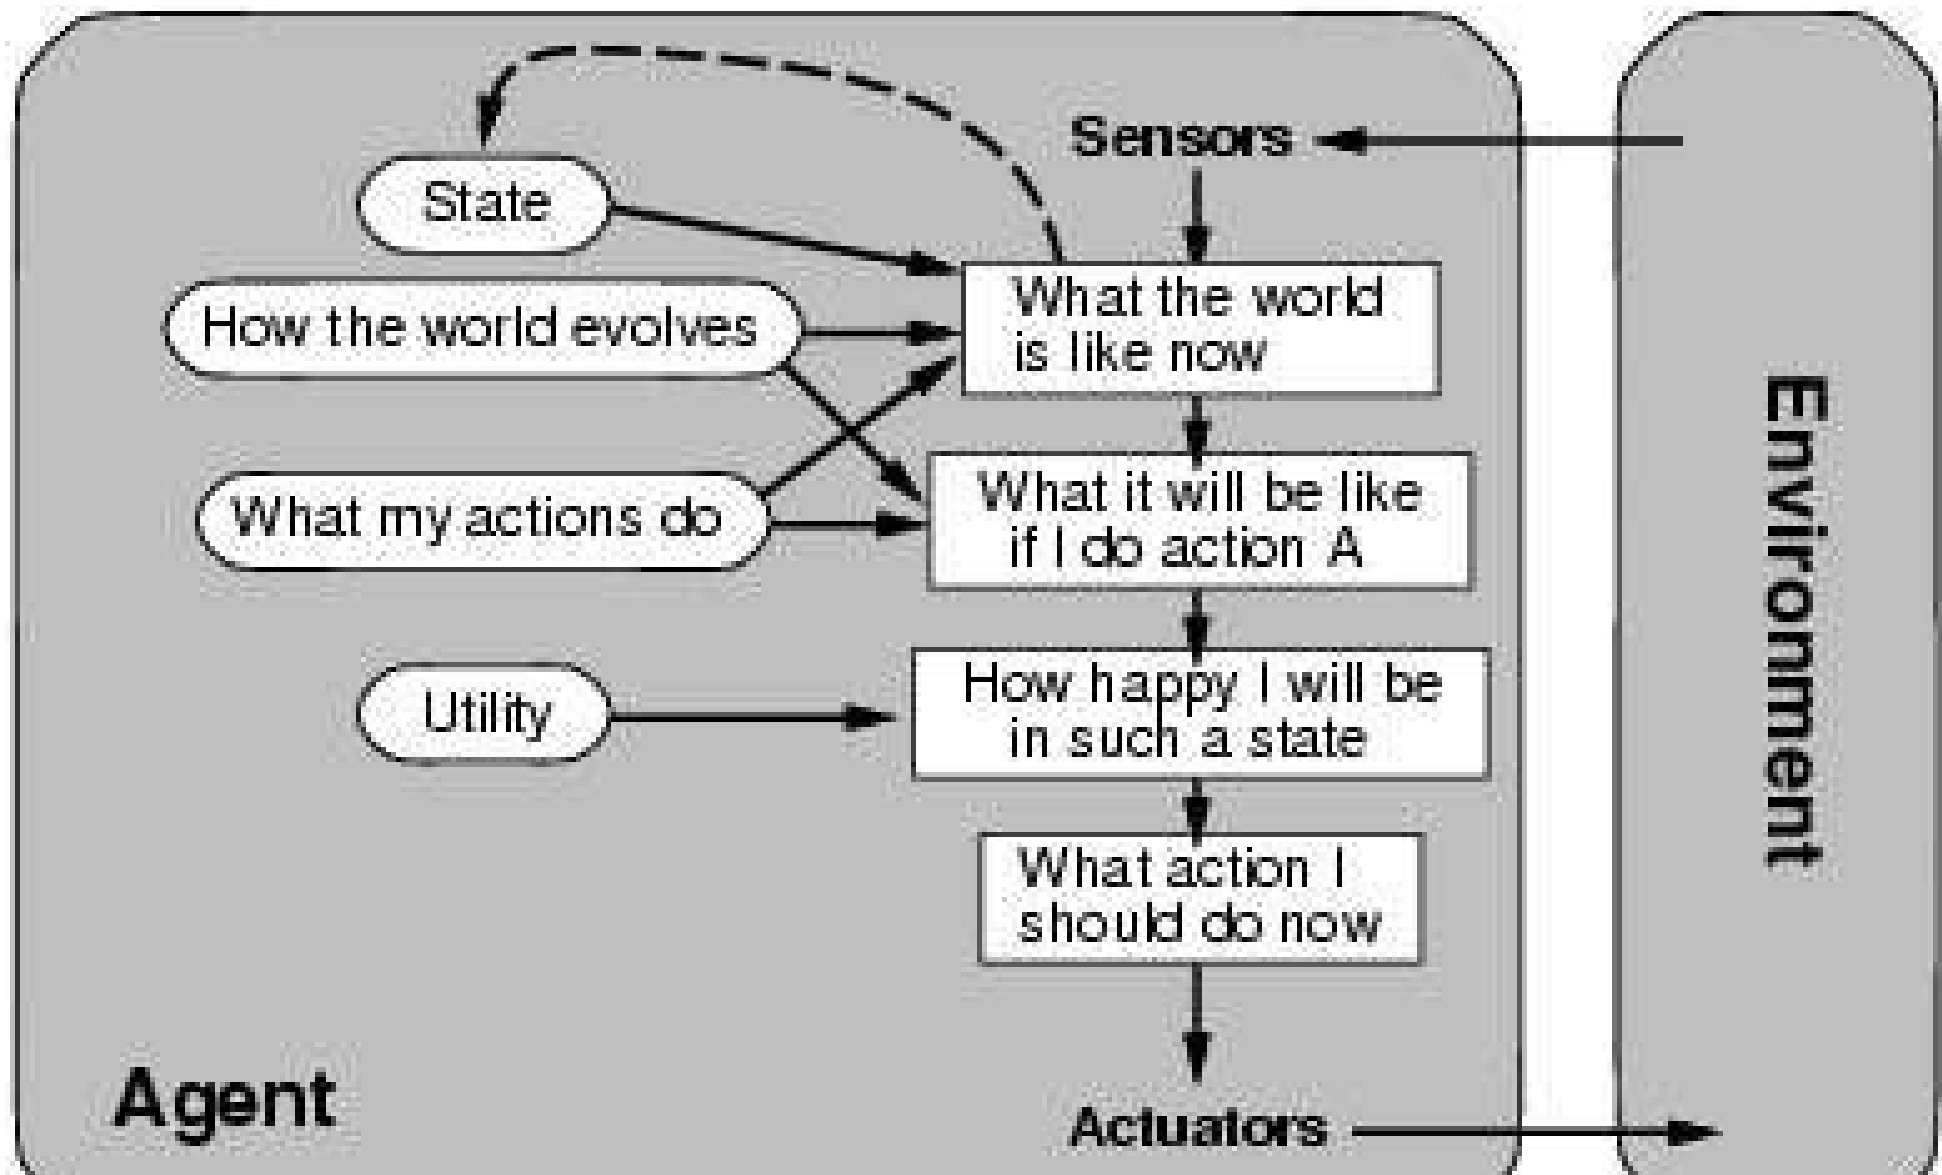 Sensors
State
What the world
is like now
How the world evolves
What it will be like
if I do action A
What my actions do
How happy I will be
in such a state
Utility
What action I
should do now
Agent
Actuators
Environment